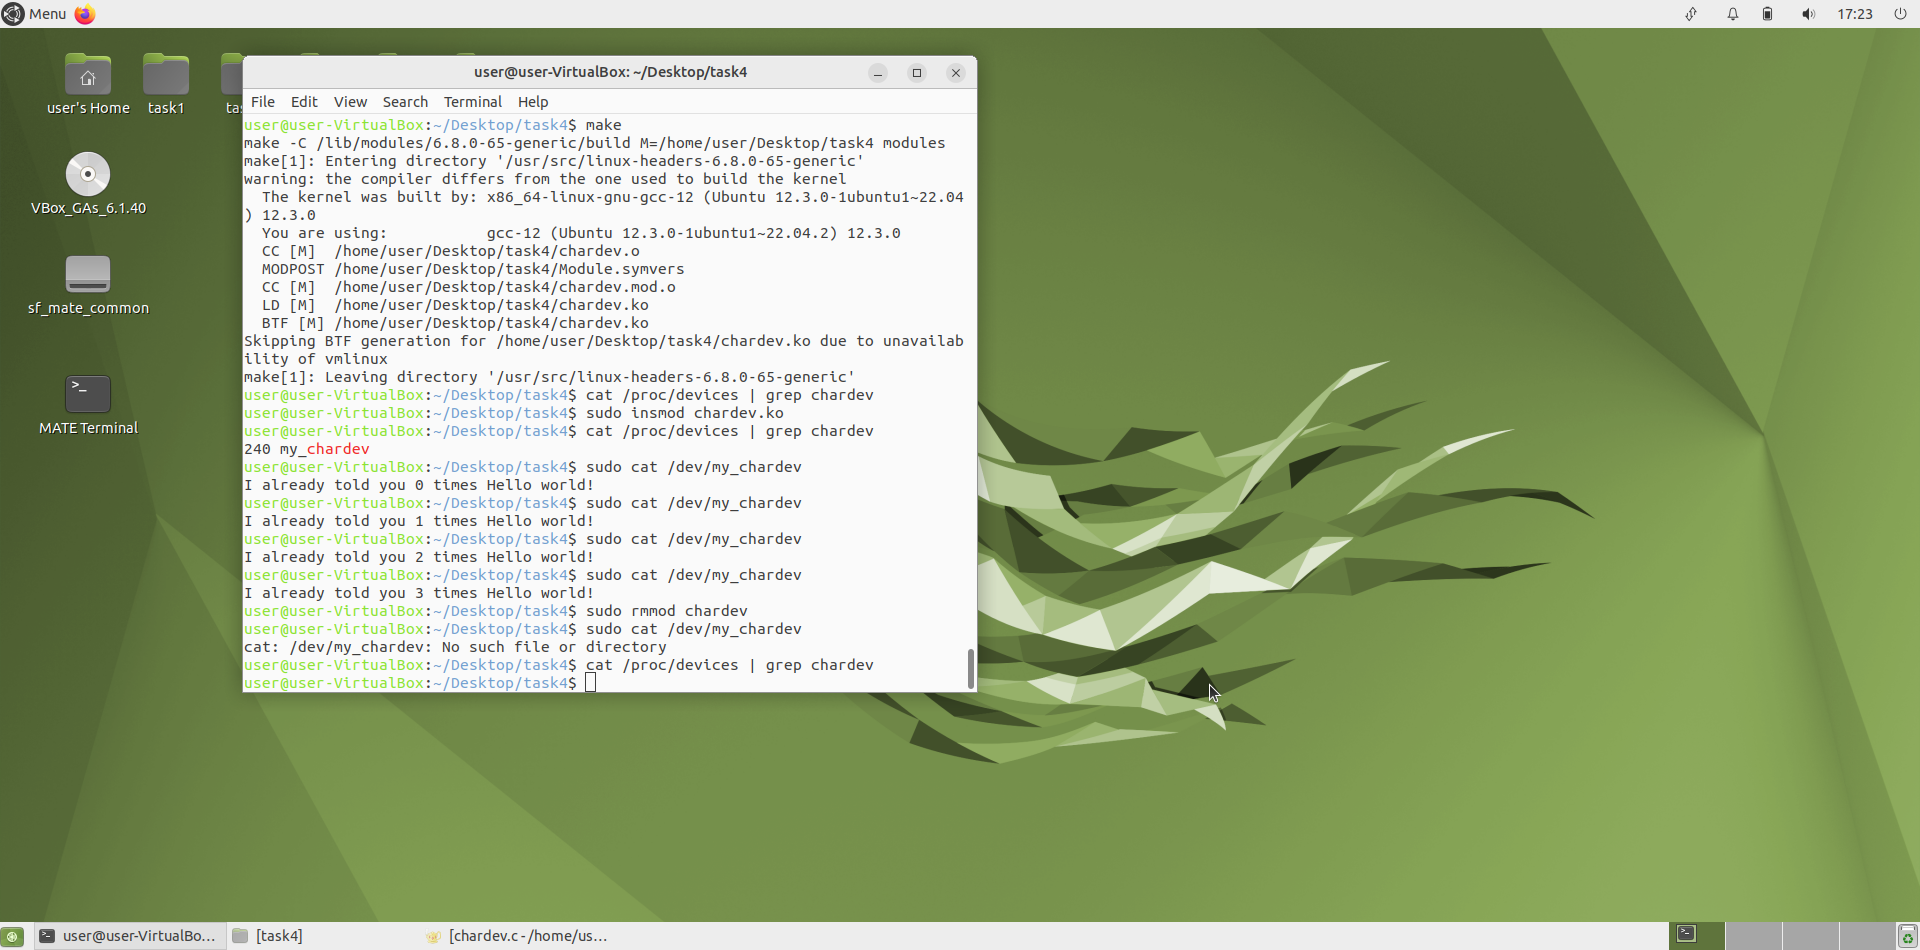 Menu
17:23
user's Home
task1
tas
VBox_GAs_6.1.40
sf_mate_common
MATE Terminal
user@user-VirtualBox: ~/Desktop/task4
File Edit View Search Terminal Help
user@user-VirtualBox:~/Desktop/task4$ make
make -C /lib/modules/6.8.0-65-generic/build M=/home/user/Desktop/task4 modules
make[1]: Entering directory '/usr/src/linux-headers-6.8.0-65-generic'
warning: the compiler differs from the one used to build the kernel
  The kernel was built by: x86_64-linux-gnu-gcc-12 (Ubuntu 12.3.0-1ubuntu1~22.04
) 12.3.0
  You are using:           gcc-12 (Ubuntu 12.3.0-1ubuntu1~22.04.2) 12.3.0
  CC [M]  /home/user/Desktop/task4/chardev.o
  MODPOST /home/user/Desktop/task4/Module.symvers
  CC [M]  /home/user/Desktop/task4/chardev.mod.o
  LD [M]  /home/user/Desktop/task4/chardev.ko
  BTF [M] /home/user/Desktop/task4/chardev.ko
Skipping BTF generation for /home/user/Desktop/task4/chardev.ko due to unavailab
ility of vmlinux
make[1]: Leaving directory '/usr/src/linux-headers-6.8.0-65-generic'
user@user-VirtualBox:~/Desktop/task4$ cat /proc/devices | grep chardev
user@user-VirtualBox:~/Desktop/task4$ sudo insmod chardev.ko
user@user-VirtualBox:~/Desktop/task4$ cat /proc/devices | grep chardev
240 my_chardev
user@user-VirtualBox:~/Desktop/task4$ sudo cat /dev/my_chardev
I already told you 0 times Hello world!
user@user-VirtualBox:~/Desktop/task4$ sudo cat /dev/my_chardev
I already told you 1 times Hello world!
user@user-VirtualBox:~/Desktop/task4$ sudo cat /dev/my_chardev
I already told you 2 times Hello world!
user@user-VirtualBox:~/Desktop/task4$ sudo cat /dev/my_chardev
I already told you 3 times Hello world!
user@user-VirtualBox:~/Desktop/task4$ sudo rmmod chardev
user@user-VirtualBox:~/Desktop/task4$ sudo cat /dev/my_chardev
cat: /dev/my_chardev: No such file or directory
user@user-VirtualBox:~/Desktop/task4$ cat /proc/devices | grep chardev
user@user-VirtualBox:~/Desktop/task4$
user@user-VirtualBo...
[task4]
[chardev.c - /home/us...